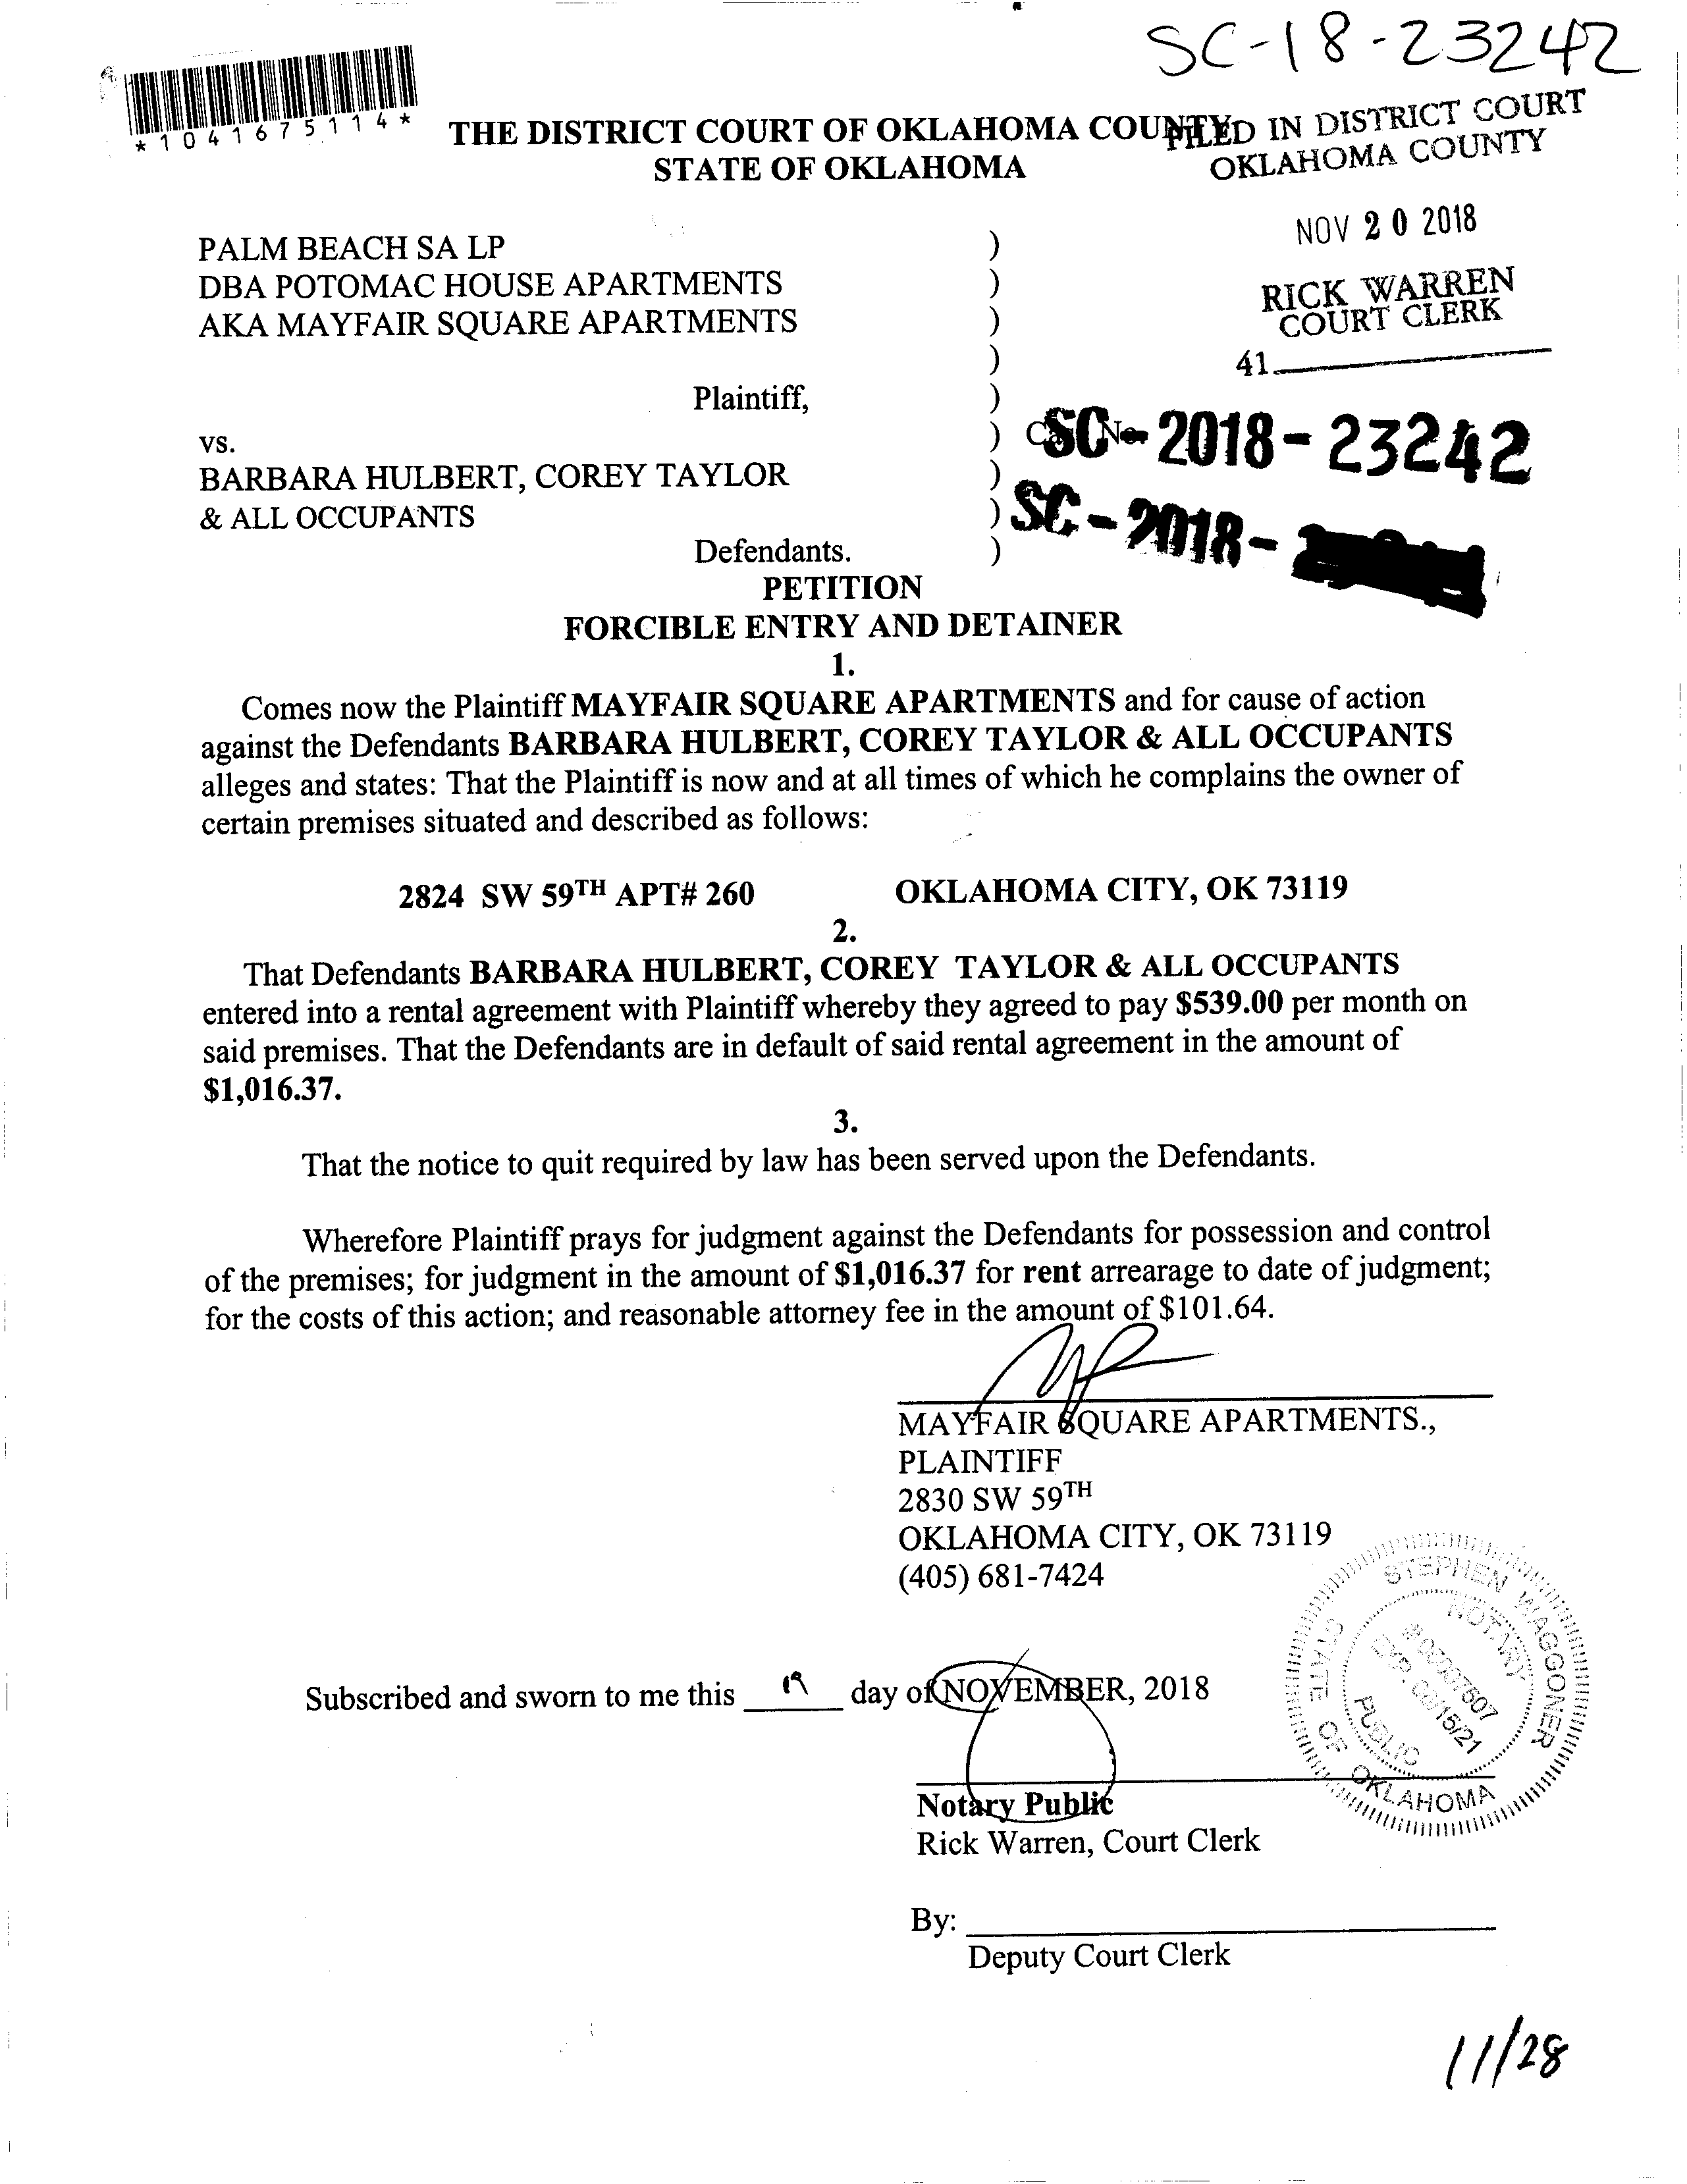 SC-18-23242
*1041675114*
THE DISTRICT COURT OF OKLAHOMA COUNTY
STATE OF OKLAHOMA
FILED IN DISTRICT COURT
OKLAHOMA COUNTY
NOV 20 2018
RICK WARREN
COURT CLERK
41
PALM BEACH SA LP )
DBA POTOMAC HOUSE APARTMENTS )
AKA MAYFAIR SQUARE APARTMENTS )
)
Plaintiff, )
vs. ) SC-2018-23242
BARBARA HULBERT, COREY TAYLOR )
& ALL OCCUPANTS ) SC-2018-
Defendants. )
PETITION
FORCIBLE ENTRY AND DETAINER
1.
Comes now the Plaintiff MAYFAIR SQUARE APARTMENTS and for cause of action
against the Defendants BARBARA HULBERT, COREY TAYLOR & ALL OCCUPANTS
alleges and states: That the Plaintiff is now and at all times of which he complains the owner of
certain premises situated and described as follows:
2824 SW 59TH APT# 260 OKLAHOMA CITY, OK 73119
2.
That Defendants BARBARA HULBERT, COREY TAYLOR & ALL OCCUPANTS
entered into a rental agreement with Plaintiff whereby they agreed to pay $539.00 per month on
said premises. That the Defendants are in default of said rental agreement in the amount of
$1,016.37.
3.
That the notice to quit required by law has been served upon the Defendants.
Wherefore Plaintiff prays for judgment against the Defendants for possession and control
of the premises; for judgment in the amount of $1,016.37 for rent arrearage to date of judgment;
for the costs of this action; and reasonable attorney fee in the amount of $101.64.
MAYFAIR SQUARE APARTMENTS.,
PLAINTIFF
2830 SW 59TH
OKLAHOMA CITY, OK 73119
(405) 681-7424
STEPHEN WAGGONER
NOTARY
PUBLIC
STATE OF OKLAHOMA
Subscribed and sworn to me this 19 day of NOVEMBER, 2018
Notary Public
Rick Warren, Court Clerk
By:
Deputy Court Clerk
11/28